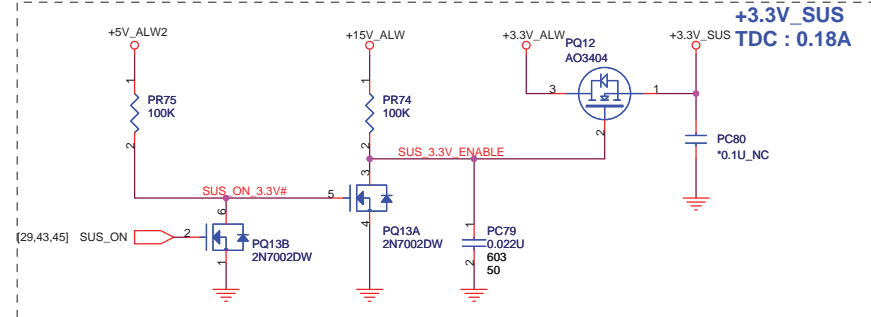 +3.3V_SUS
TDC : 0.18A
+5V_ALW2
+15V_ALW
+3.3V_ALW
PQ12
AO3404
+3.3V_SUS
1
PR75
100K
2
1
PR74
100K
2
3
1
2
PC80
*0.1U_NC
SUS_3.3V_ENABLE
SUS_ON_3.3V#
5
3
4
PQ13A
2N7002DW
[29,43,45]
SUS_ON
2
6
1
PQ13B
2N7002DW
1
2
PC79
0.022U
603
50